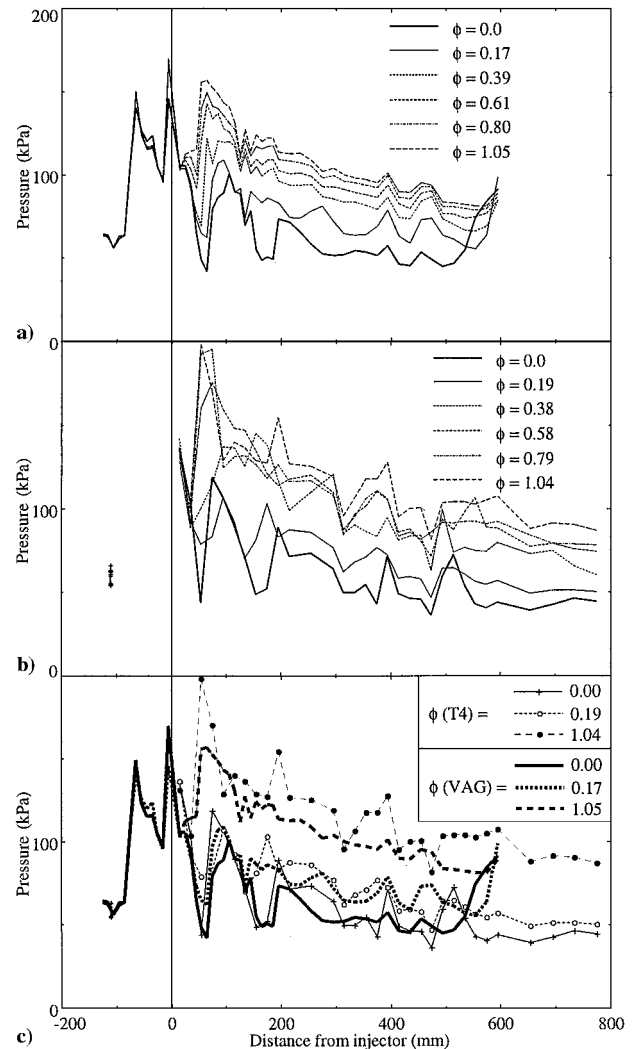 200
ϕ = 0.0
ϕ = 0.17
ϕ = 0.39
ϕ = 0.61
ϕ = 0.80
ϕ = 1.05
Pressure (kPa)
100
a)
0
ϕ = 0.0
ϕ = 0.19
ϕ = 0.38
ϕ = 0.58
ϕ = 0.79
ϕ = 1.04
Pressure (kPa)
100
b)
0
ϕ (T4) =
0.00
0.19
1.04
ϕ (VAG) =
0.00
0.17
1.05
Pressure (kPa)
100
0
c)
-200 0 200 400 600 800
Distance from injector (mm)